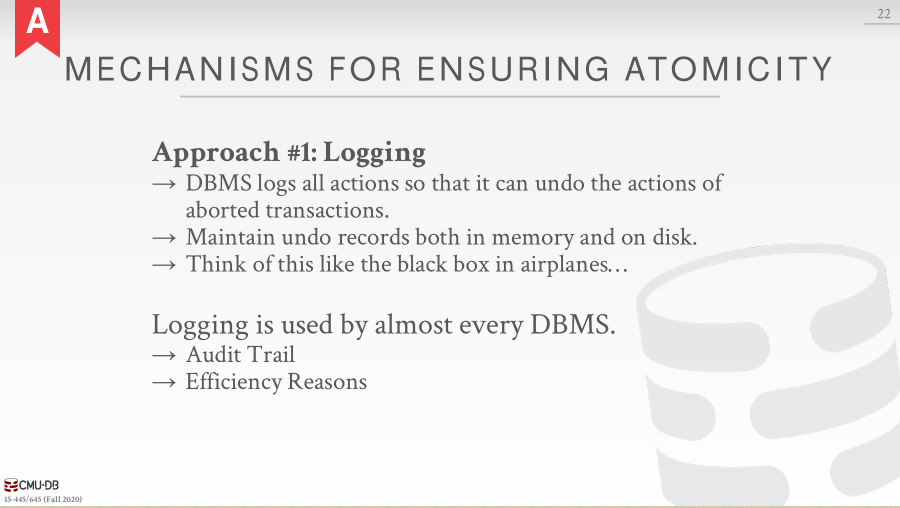 A
22
MECHANISMS FOR ENSURING ATOMICITY
Approach #1: Logging
→ DBMS logs all actions so that it can undo the actions of
aborted transactions.
→ Maintain undo records both in memory and on disk.
→ Think of this like the black box in airplanes…
Logging is used by almost every DBMS.
→ Audit Trail
→ Efficiency Reasons
CMU·DB
15-445/645 (Fall 2020)